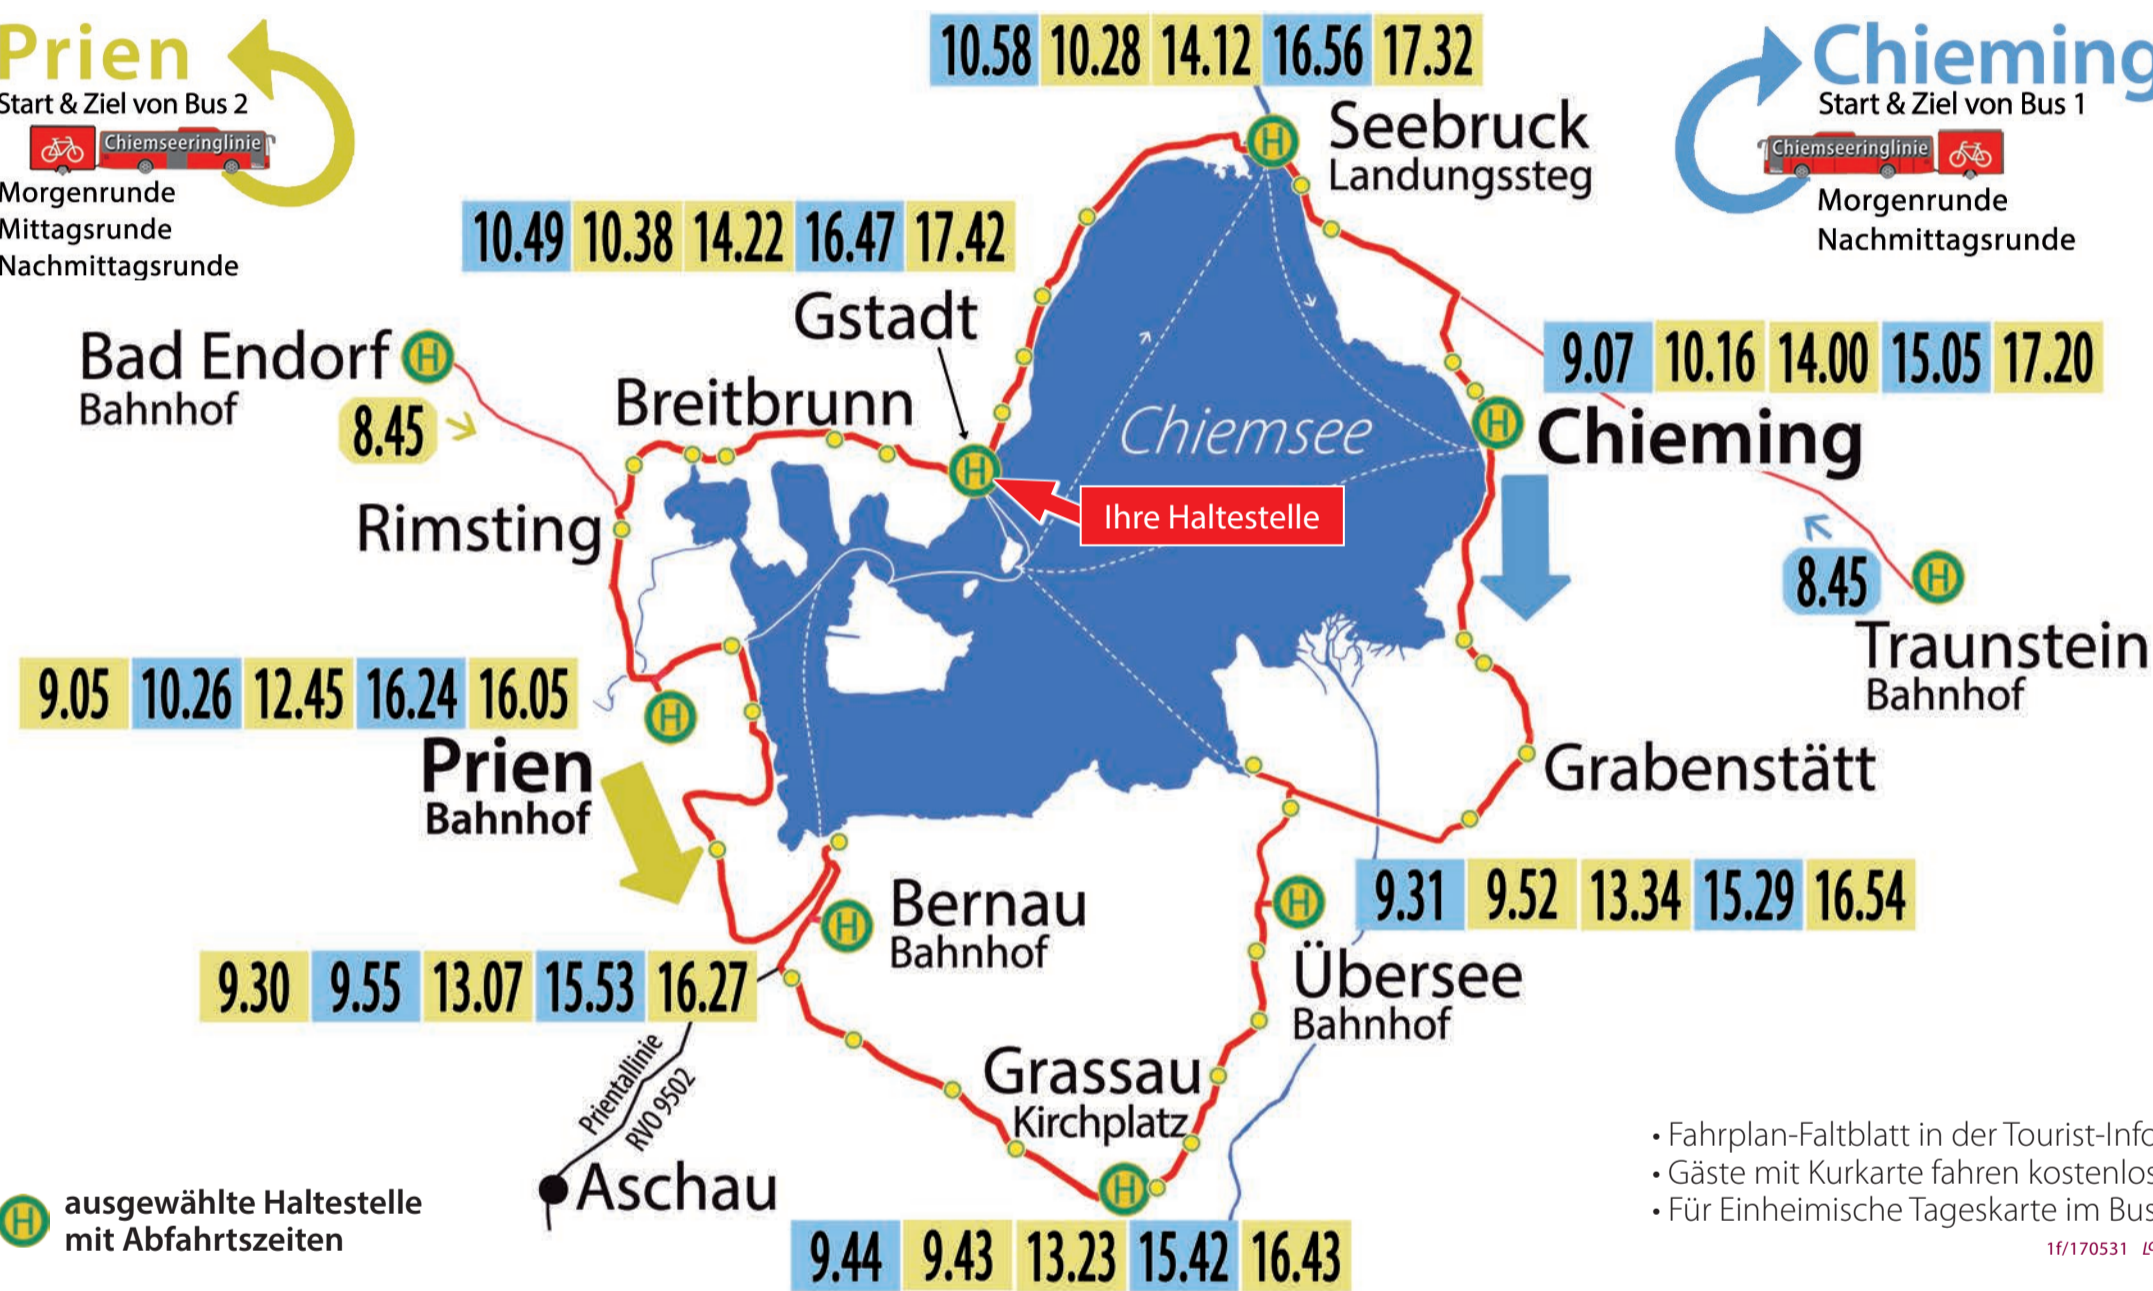 Prien
Start & Ziel von Bus 2
Chiemseeringlinie
Morgenrunde
Mittagsrunde
Nachmittagsrunde
10.58 10.28 14.12 16.56 17.32
Seebruck
Landungssteg
Chieming
Start & Ziel von Bus 1
Chiemseeringlinie
Morgenrunde
Nachmittagsrunde
10.49 10.38 14.22 16.47 17.42
Gstadt
Bad Endorf
Bahnhof
8.45
Breitbrunn
Chiemsee
9.07 10.16 14.00 15.05 17.20
Chieming
Ihre Haltestelle
Rimsting
8.45
Traunstein
Bahnhof
9.05 10.26 12.45 16.24 16.05
Prien
Bahnhof
Grabenstätt
Bernau
Bahnhof
9.31 9.52 13.34 15.29 16.54
Übersee
Bahnhof
9.30 9.55 13.07 15.53 16.27
Prientallinie
RVO 9502
Aschau
Grassau
Kirchplatz
9.44 9.43 13.23 15.42 16.43
H ausgewählte Haltestelle
mit Abfahrtszeiten
• Fahrplan-Faltblatt in der Tourist-Info
• Gäste mit Kurkarte fahren kostenlos
• Für Einheimische Tageskarte im Bus
1f/170531